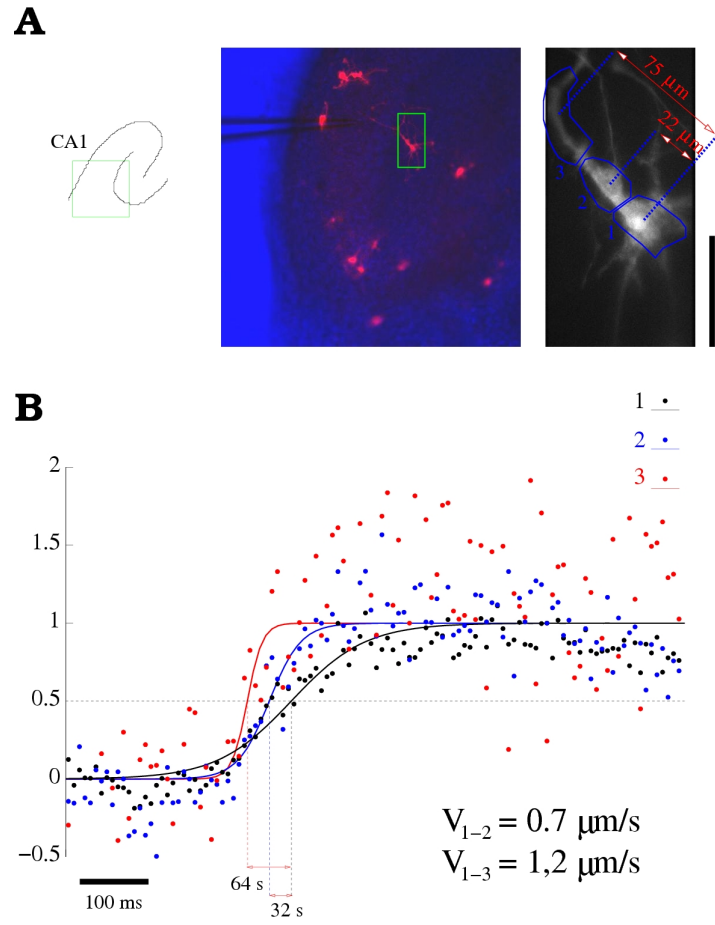 A
CA1
75 µm
22 µm
3
2
1
B
1
2
3
2
1.5
1
0.5
0
−0.5
V1−2 = 0.7 µm/s
V1−3 = 1,2 µm/s
64 s
32 s
100 ms